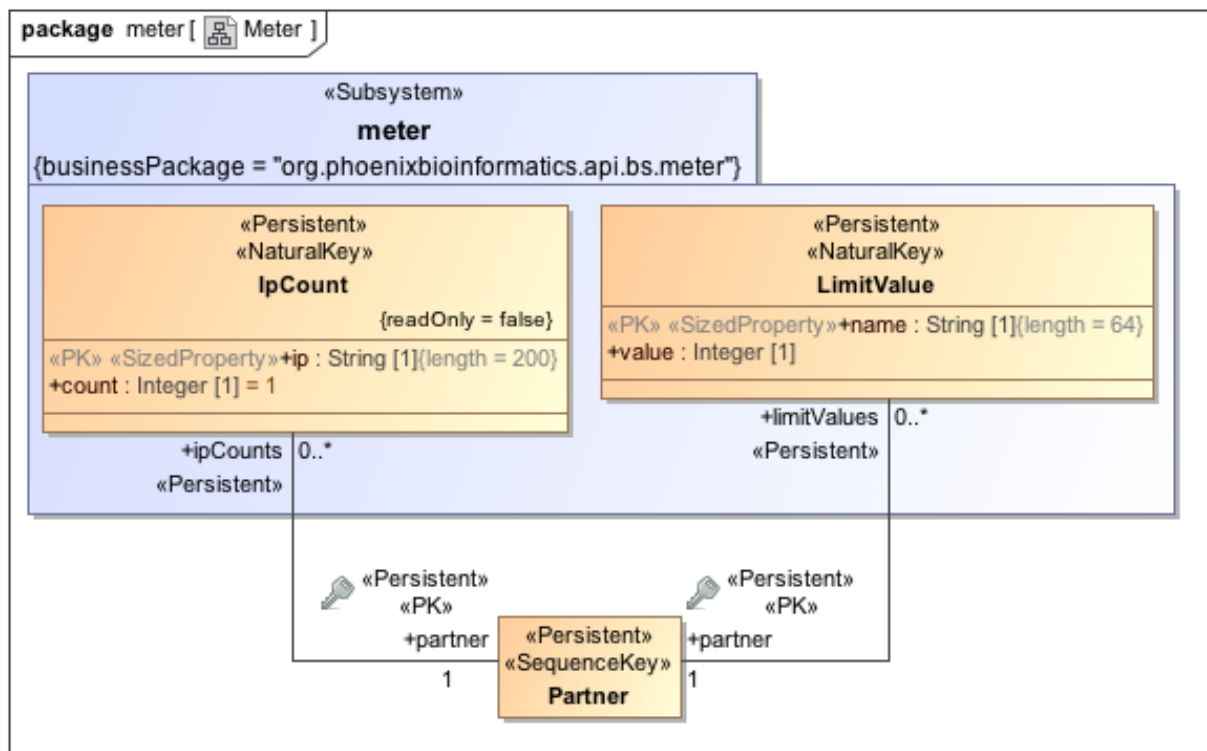 package meter [ Meter ]
«Subsystem»
meter
{businessPackage = "org.phoenixbioinformatics.api.bs.meter"}
«Persistent»
«NaturalKey»
IpCount
{readOnly = false}
«PK» «SizedProperty»+ip : String [1]{length = 200}
+count : Integer [1] = 1
«Persistent»
«NaturalKey»
LimitValue
«PK» «SizedProperty»+name : String [1]{length = 64}
+value : Integer [1]
+ipCounts 0..*
«Persistent»
+limitValues 0..*
«Persistent»
«Persistent»
«PK»
+partner
1
«Persistent»
«PK»
+partner
1
«Persistent»
«SequenceKey»
Partner